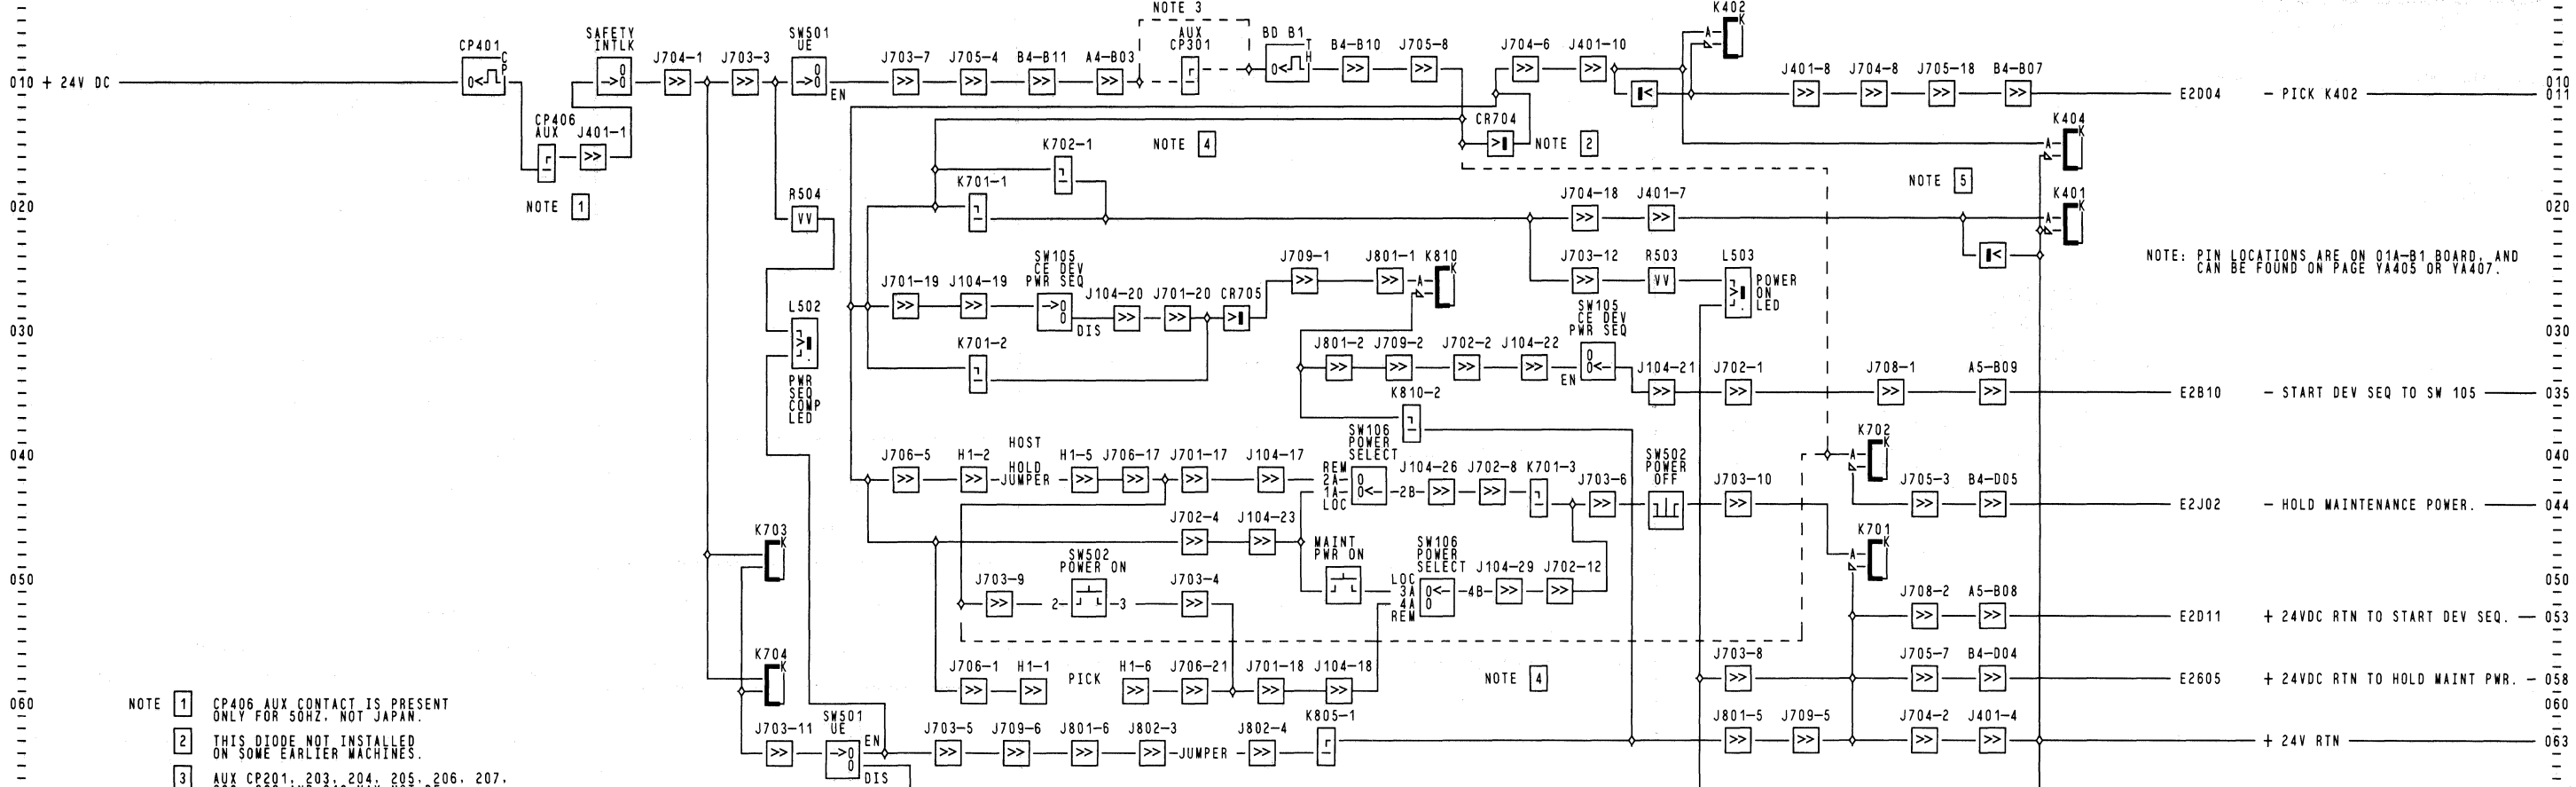 NOTE 3
K402
CP401
SAFETY
INTLK
SW501
UE
AUX
CP301
BD B1
J704-1
J703-3
J703-7
J705-4
B4-B11
A4-B03
B4-B10
J705-8
J704-6
J401-10
J401-8
J704-8
J705-18
B4-B07
010 + 24V DC
EN
E2D04 - PICK K402
010
011
CP406
AUX
J401-1
CR704
NOTE 2
K404
K702-1
NOTE 4
K701-1
NOTE 5
NOTE 1
R504
J704-18
J401-7
K401
020
020
SW105
CE DEV
PWR SEQ
J709-1
J801-1
K810
J703-12
R503
L503
POWER
ON
LED
NOTE: PIN LOCATIONS ARE ON 01A-B1 BOARD, AND
CAN BE FOUND ON PAGE YA405 OR YA407.
J701-19
J104-19
J104-20
J701-20
CR705
DIS
L502
SW105
CE DEV
PWR SEQ
030
030
K701-2
J801-2
J709-2
J702-2
J104-22
EN
J104-21
J702-1
J708-1
A5-B09
PWR
SEQ
COMP
LED
K810-2
E2B10 - START DEV SEQ TO SW 105
035
SW106
POWER
SELECT
K702
HOST
040
J706-5
H1-2
HOLD
JUMPER
H1-5
J706-17
J701-17
J104-17
REM
2A
1A
LOC
2B
J104-26
J702-8
K701-3
J703-6
SW502
POWER
OFF
J703-10
J705-3
B4-D05
040
E2J02 - HOLD MAINTENANCE POWER.
044
J702-4
J104-23
K703
K701
MAINT
PWR ON
SW106
POWER
SELECT
J104-29
J702-12
SW502
POWER ON
050
J703-9
2
3
J703-4
LOC
3A
4A
REM
4B
050
J708-2
A5-B08
E2D11 + 24VDC RTN TO START DEV SEQ.
053
K704
J706-1
H1-1
PICK
H1-6
J706-21
J701-18
J104-18
NOTE 4
J703-8
J705-7
B4-D04
E2605 + 24VDC RTN TO HOLD MAINT PWR.
058
060
060
NOTE 1 CP406 AUX CONTACT IS PRESENT
ONLY FOR 50HZ, NOT JAPAN.
J703-11
SW501
UE
EN
DIS
J703-5
J709-6
J801-6
J802-3
JUMPER
J802-4
K805-1
J801-5
J709-5
J704-2
J401-4
+ 24V RTN
063
2 THIS DIODE NOT INSTALLED
ON SOME EARLIER MACHINES.
3 AUX CP201, 203, 204, 205, 206, 207,